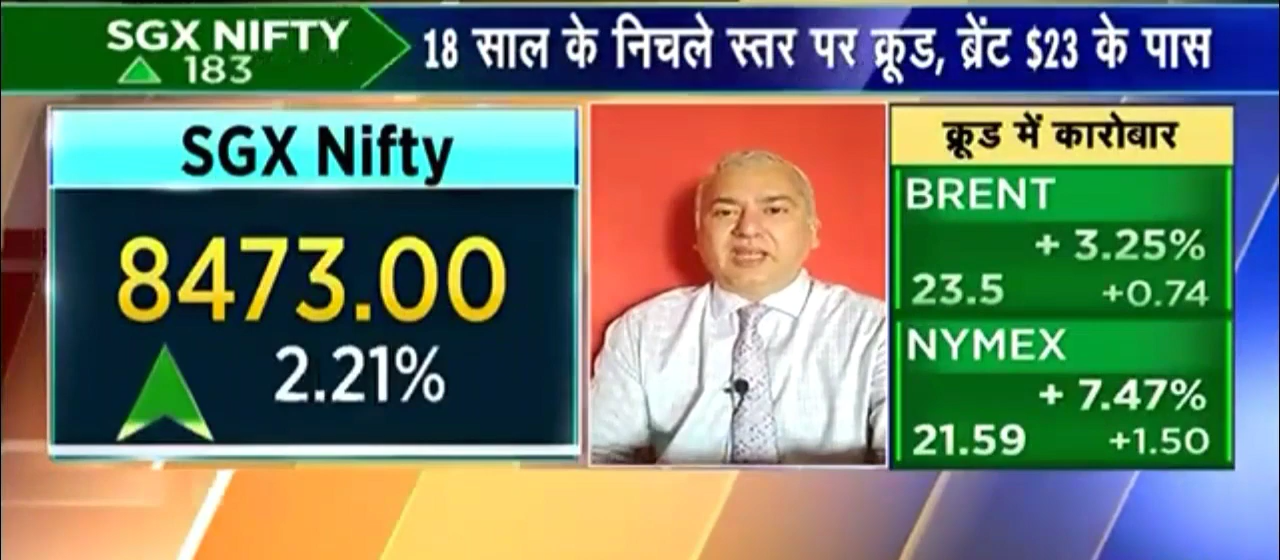 SGX NIFTY
183
18 साल के निचले स्तर पर क्रूड, ब्रेंट $23 के पास
SGX Nifty
8473.00
2.21%
क्रूड में कारोबार
BRENT
+ 3.25%
23.5 +0.74
NYMEX
+ 7.47%
21.59 +1.50